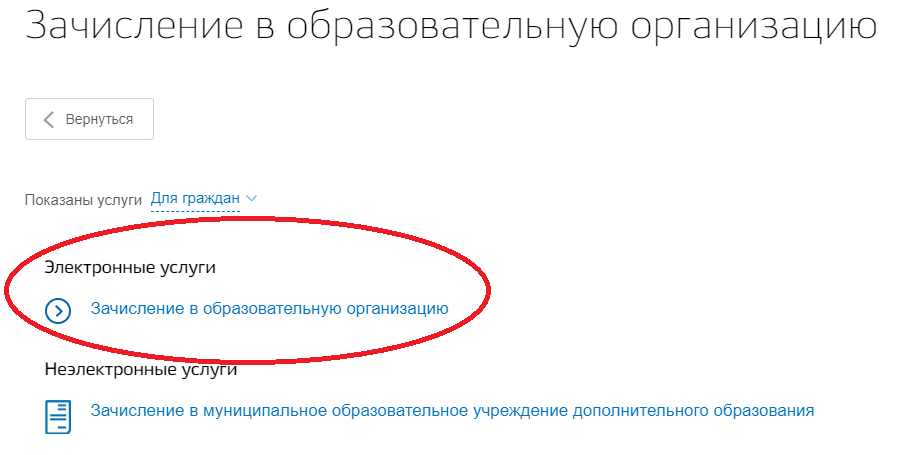 Зачисление в образовательную организацию
Вернуться
Показаны услуги Для граждан
Электронные услуги
Зачисление в образовательную организацию
Неэлектронные услуги
Зачисление в муниципальное образовательное учреждение дополнительного образования